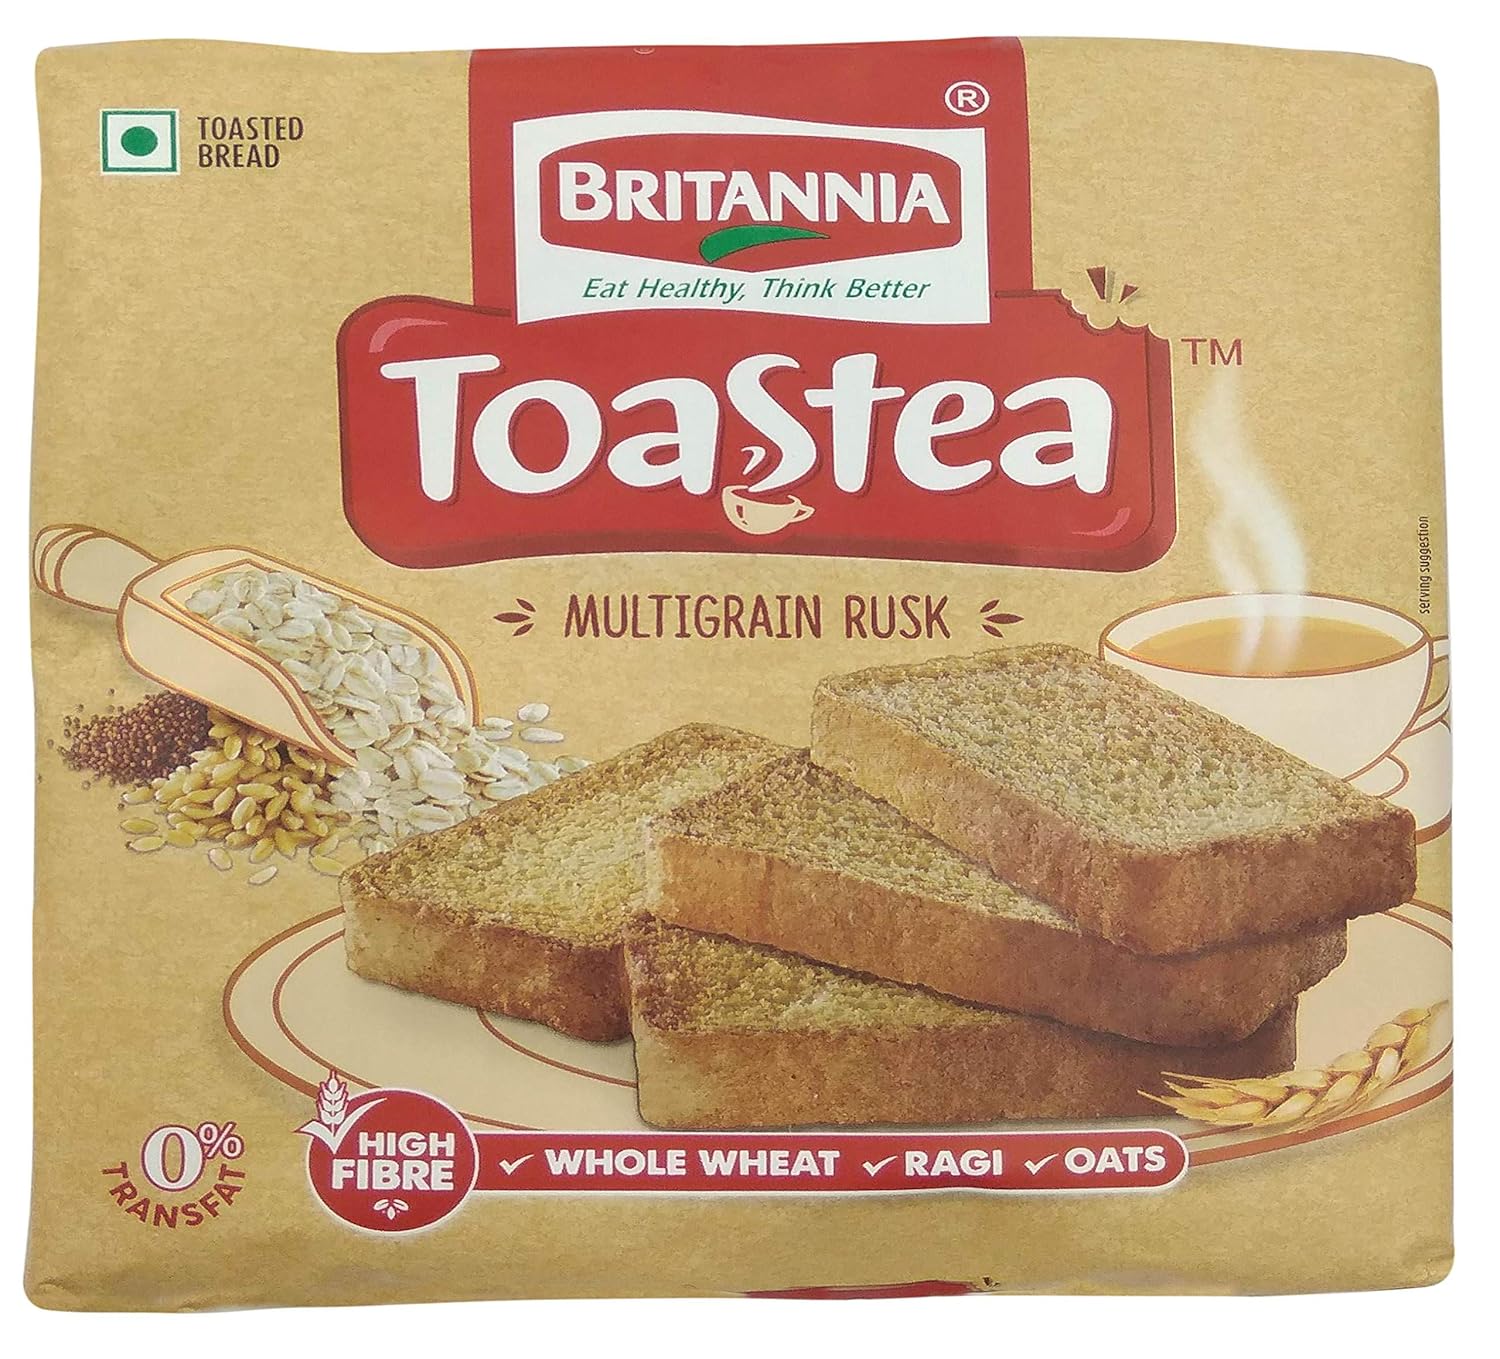 TOASTED
BREAD
®
BRITANNIA
Eat Healthy, Think Better
Toastea
TM
serving suggestion
MULTIGRAIN RUSK
0%
TRANSFAT
HIGH
FIBRE
WHOLE WHEAT
RAGI
OATS